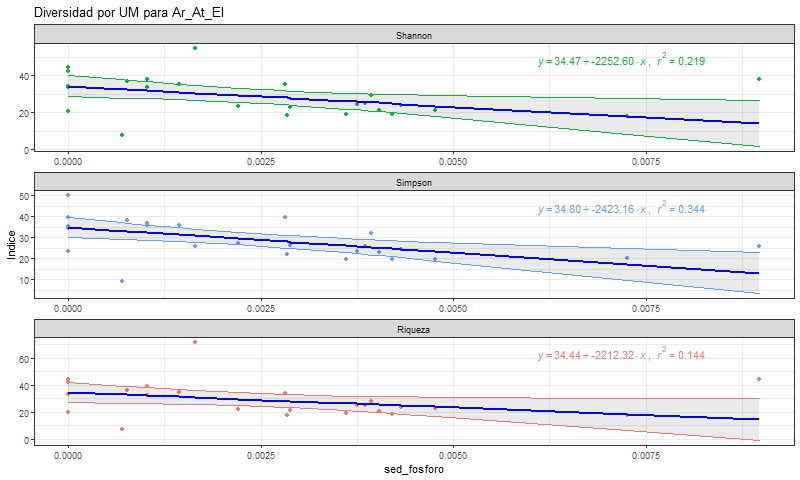 Diversidad por UM para Ar_At_El
Shannon
y = 34.47 + -2252.60 · x , r² = 0.219
40
20
0
0.0000 0.0025 0.0050 0.0075
Simpson
y = 34.80 + -2423.16 · x , r² = 0.344
50
40
30
20
10
0.0000 0.0025 0.0050 0.0075
Indice
Riqueza
y = 34.44 + -2212.32 · x , r² = 0.144
60
40
20
0
0.0000 0.0025 0.0050 0.0075
sed_fosforo